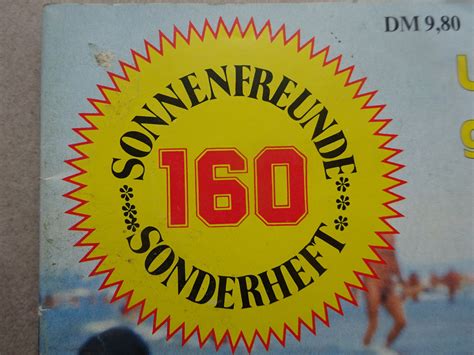 DM 9,80
SONNENFREUNDE
160
SONDERHEFT